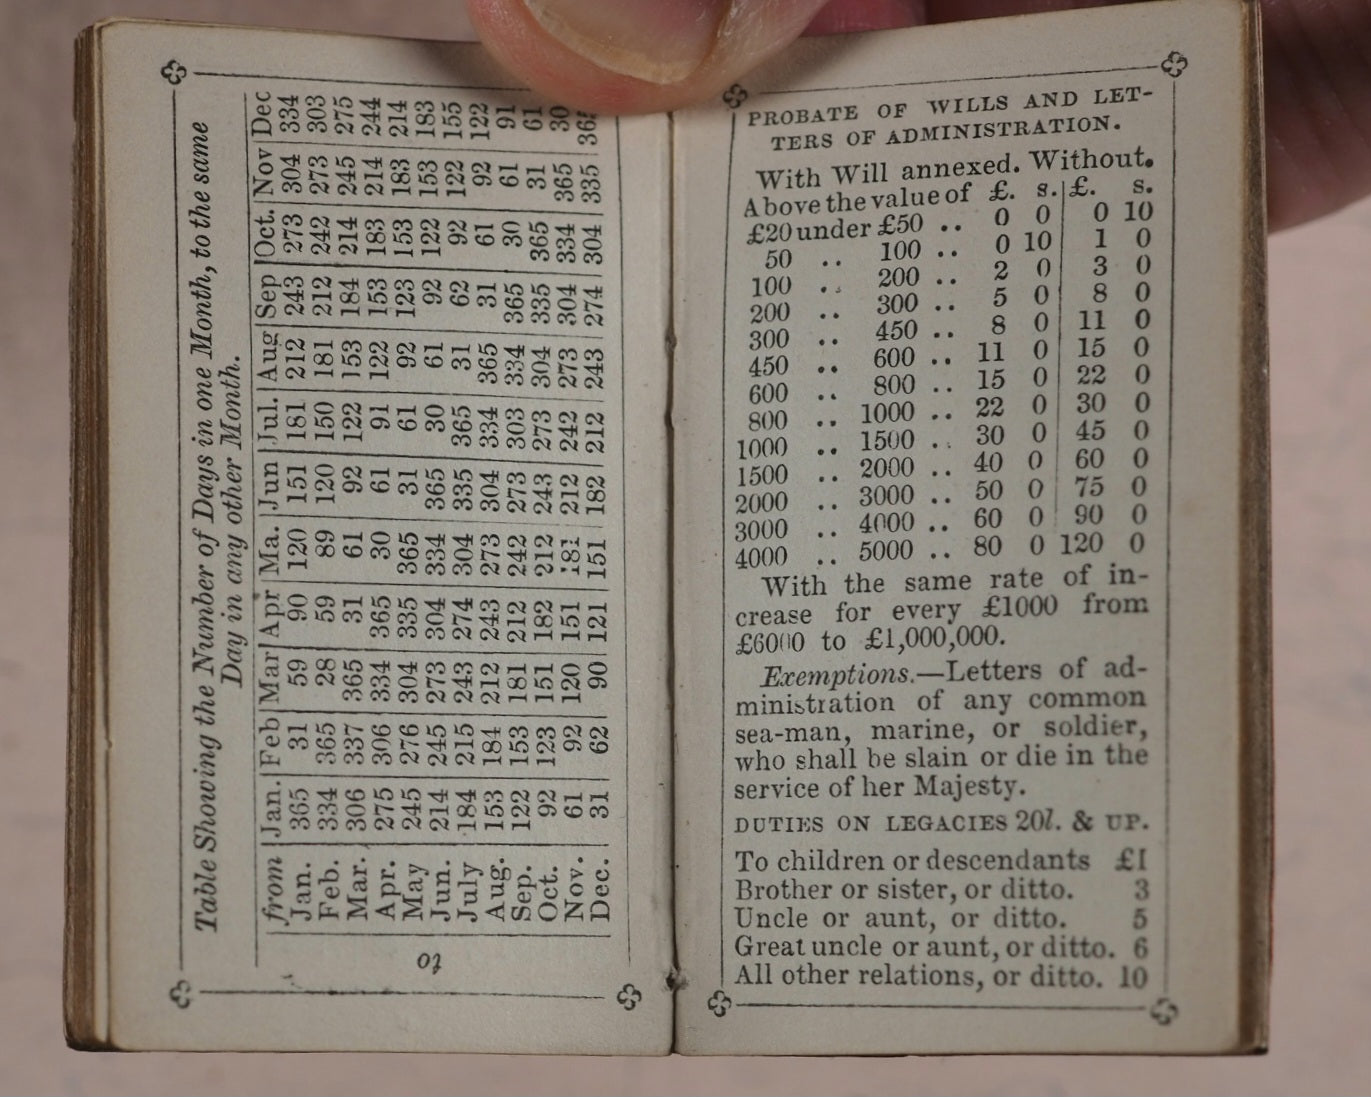 Table Showing the Number of Days in one Month, to the same
Day in any other Month.
from Jan. Feb Mar Apr Ma. Jun Jul. Aug Sep Oct. Nov Dec
Jan. 365 31 59 90 120 151 181 212 243 273 304 334
Feb. 334 365 28 59 89 120 150 181 212 242 273 303
Mar. 306 337 365 31 61 92 122 153 184 214 245 275
Apr. 275 306 334 365 30 61 91 122 153 183 214 244
May 245 276 304 335 365 31 61 92 123 153 183 214
Jun. 214 245 273 304 334 365 30 61 92 122 153 183
July 184 215 243 274 304 335 365 31 62 92 122 155
Aug. 153 184 212 243 273 304 334 365 31 61 92 122
Sep. 122 153 181 212 242 273 303 334 365 30 61 91
Oct. 92 123 151 182 212 243 273 304 335 365 31 61
Nov. 61 92 120 151 181 212 242 273 304 334 365 30
Dec. 31 62 90 121 151 182 212 243 274 304 335 365
to
PROBATE OF WILLS AND LET-
TERS OF ADMINISTRATION.
With Will annexed. Without.
Above the value of £. s. £. s.
£20 under £50 .. 0 0 0 10
50 .. 100 .. 0 10 1 0
100 .. 200 .. 2 0 3 0
200 .. 300 .. 5 0 8 0
300 .. 450 .. 8 0 11 0
450 .. 600 .. 11 0 15 0
600 .. 800 .. 15 0 22 0
800 .. 1000 .. 22 0 30 0
1000 .. 1500 .. 30 0 45 0
1500 .. 2000 .. 40 0 60 0
2000 .. 3000 .. 50 0 75 0
3000 .. 4000 .. 60 0 90 0
4000 .. 5000 .. 80 0 120 0
With the same rate of in-
crease for every £1000 from
£6000 to £1,000,000.
Exemptions.—Letters of ad-
ministration of any common
sea-man, marine, or soldier,
who shall be slain or die in the
service of her Majesty.
DUTIES ON LEGACIES 20l. & UP.
To children or descendants £1
Brother or sister, or ditto. 3
Uncle or aunt, or ditto. 5
Great uncle or aunt, or ditto. 6
All other relations, or ditto. 10